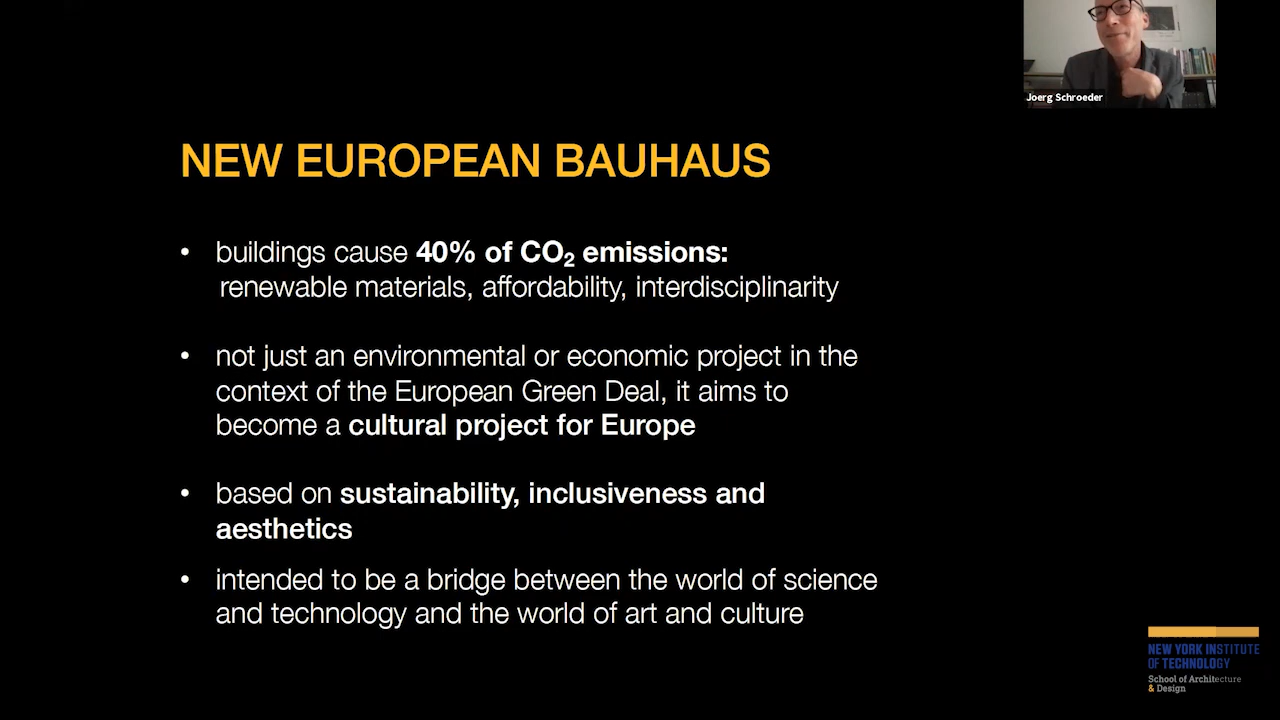 Joerg Schroeder
NEW EUROPEAN BAUHAUS
• buildings cause 40% of CO₂ emissions:
renewable materials, affordability, interdisciplinarity
• not just an environmental or economic project in the
context of the European Green Deal, it aims to
become a cultural project for Europe
• based on sustainability, inclusiveness and
aesthetics
• intended to be a bridge between the world of science
and technology and the world of art and culture
NEW YORK INSTITUTE
OF TECHNOLOGY
School of Architecture
& Design